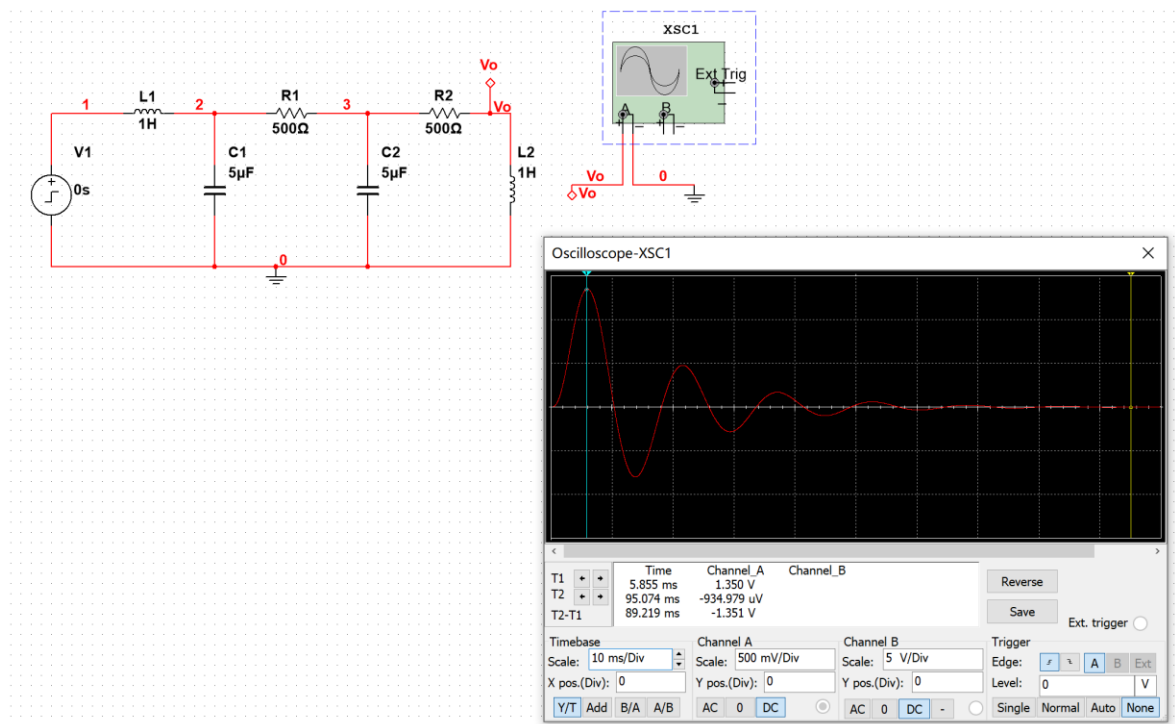 XSC1
Vo
Ext Trig
1 L1 2 R1 3 R2 Vo
1H 500Ω 500Ω
A B
+ − + −
V1 C1 C2 L2
0s 5µF 5µF 1H
Vo 0
Vo
0
Oscilloscope-XSC1
Time Channel_A Channel_B
T1 5.855 ms 1.350 V
T2 95.074 ms -934.979 uV
T2-T1 89.219 ms -1.351 V
Reverse
Save
Ext. trigger
Timebase Channel A Channel B Trigger
Scale: 10 ms/Div Scale: 500 mV/Div Scale: 5 V/Div Edge: A B Ext
X pos.(Div): 0 Y pos.(Div): 0 Y pos.(Div): 0 Level: 0 V
Y/T Add B/A A/B AC 0 DC AC 0 DC - Single Normal Auto None